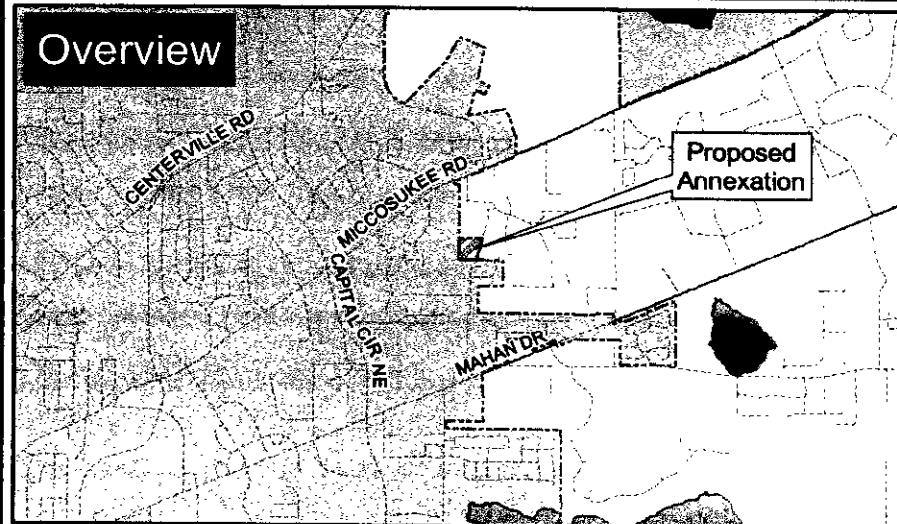 Overview
CENTERVILLE RD
MICCOSUKEE RD
Proposed
Annexation
CAPITAL CIR NE
MAHAN DR